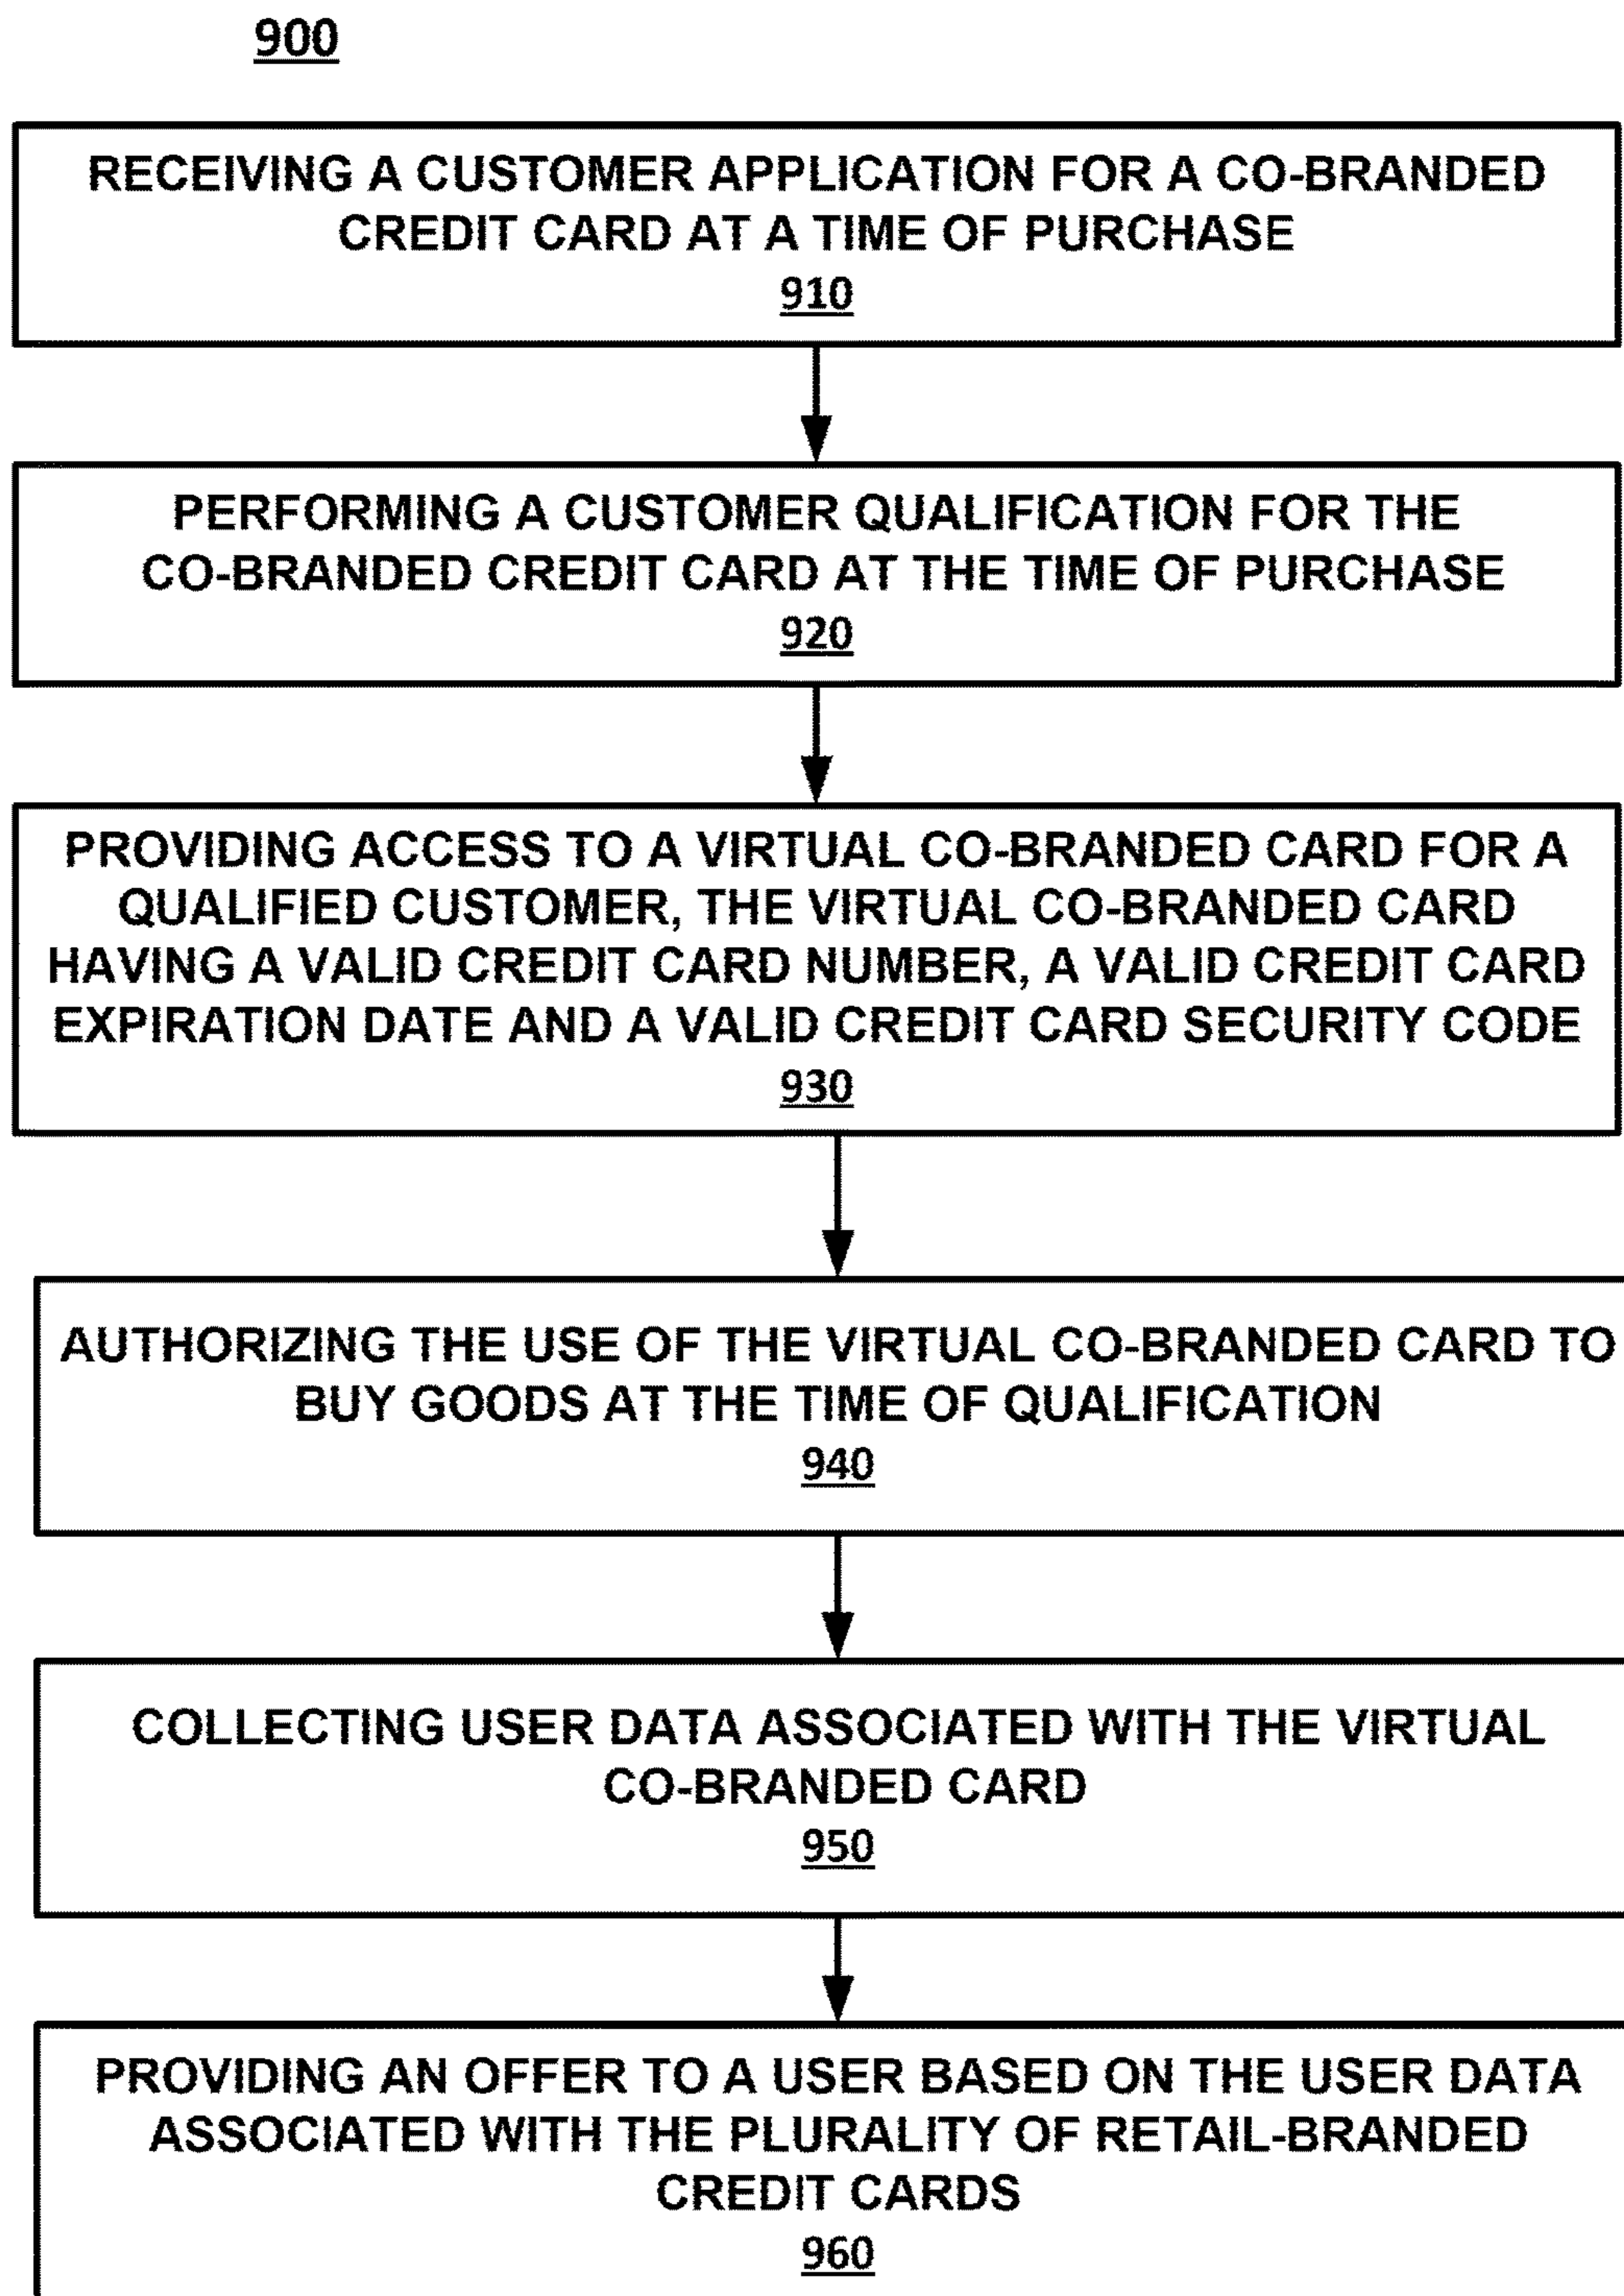 900
RECEIVING A CUSTOMER APPLICATION FOR A CO-BRANDED
CREDIT CARD AT A TIME OF PURCHASE
910
PERFORMING A CUSTOMER QUALIFICATION FOR THE
CO-BRANDED CREDIT CARD AT THE TIME OF PURCHASE
920
PROVIDING ACCESS TO A VIRTUAL CO-BRANDED CARD FOR A
QUALIFIED CUSTOMER, THE VIRTUAL CO-BRANDED CARD
HAVING A VALID CREDIT CARD NUMBER, A VALID CREDIT CARD
EXPIRATION DATE AND A VALID CREDIT CARD SECURITY CODE
930
AUTHORIZING THE USE OF THE VIRTUAL CO-BRANDED CARD TO
BUY GOODS AT THE TIME OF QUALIFICATION
940
COLLECTING USER DATA ASSOCIATED WITH THE VIRTUAL
CO-BRANDED CARD
950
PROVIDING AN OFFER TO A USER BASED ON THE USER DATA
ASSOCIATED WITH THE PLURALITY OF RETAIL-BRANDED
CREDIT CARDS
960